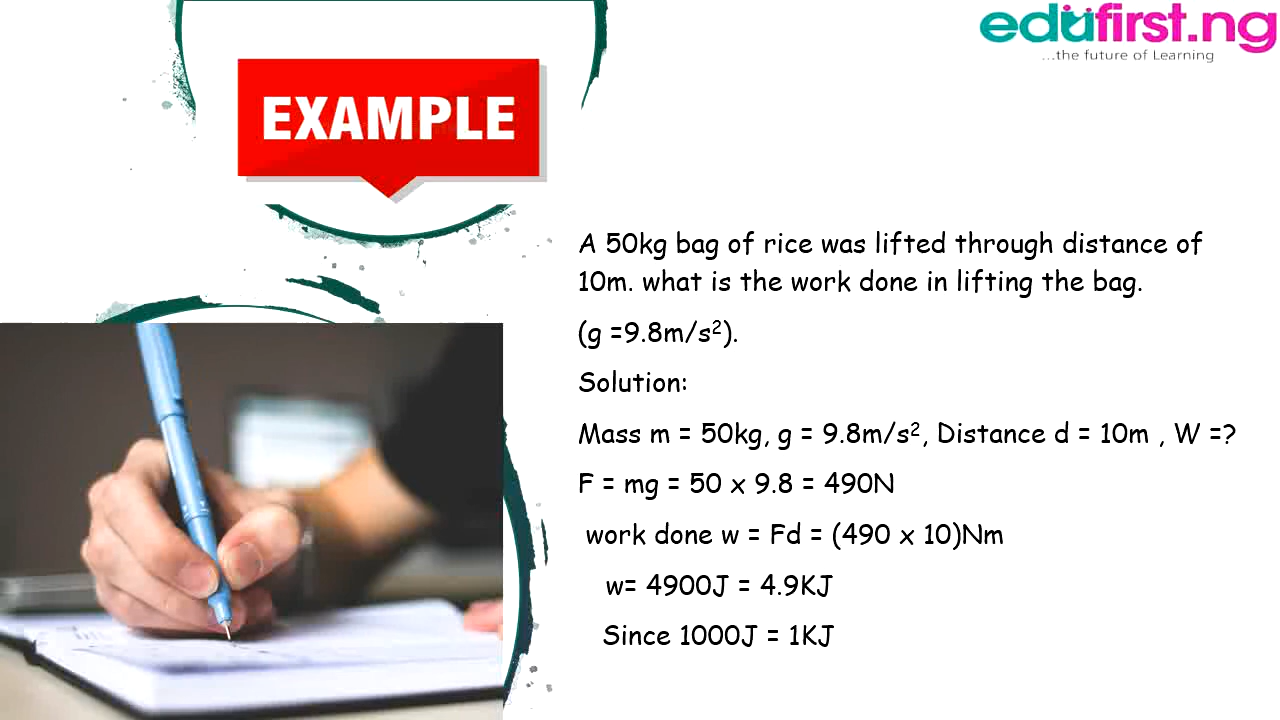 edufirst.ng
...the future of Learning
EXAMPLE
A 50kg bag of rice was lifted through distance of
10m. what is the work done in lifting the bag.
(g =9.8m/s²).
Solution:
Mass m = 50kg, g = 9.8m/s², Distance d = 10m , W =?
F = mg = 50 x 9.8 = 490N
work done w = Fd = (490 x 10)Nm
w= 4900J = 4.9KJ
Since 1000J = 1KJ